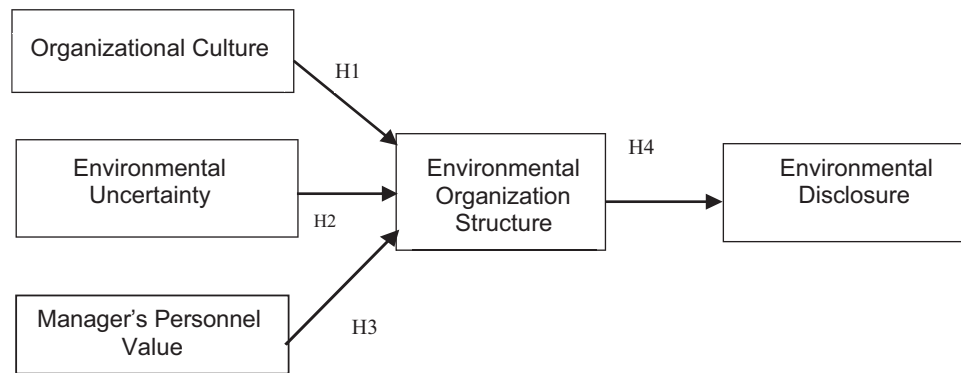 Organizational Culture
H1
Environmental
Uncertainty
H2
Manager's Personnel
Value
H3
Environmental
Organization
Structure
H4
Environmental
Disclosure